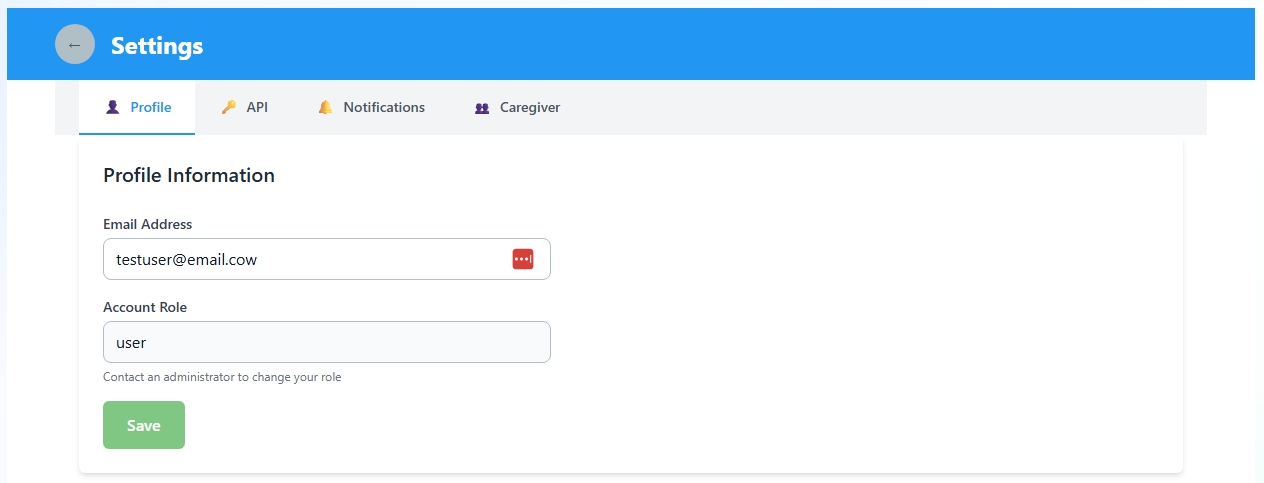 Settings
Profile
API
Notifications
Caregiver
Profile Information
Email Address
testuser@email.cow
Account Role
user
Contact an administrator to change your role
Save